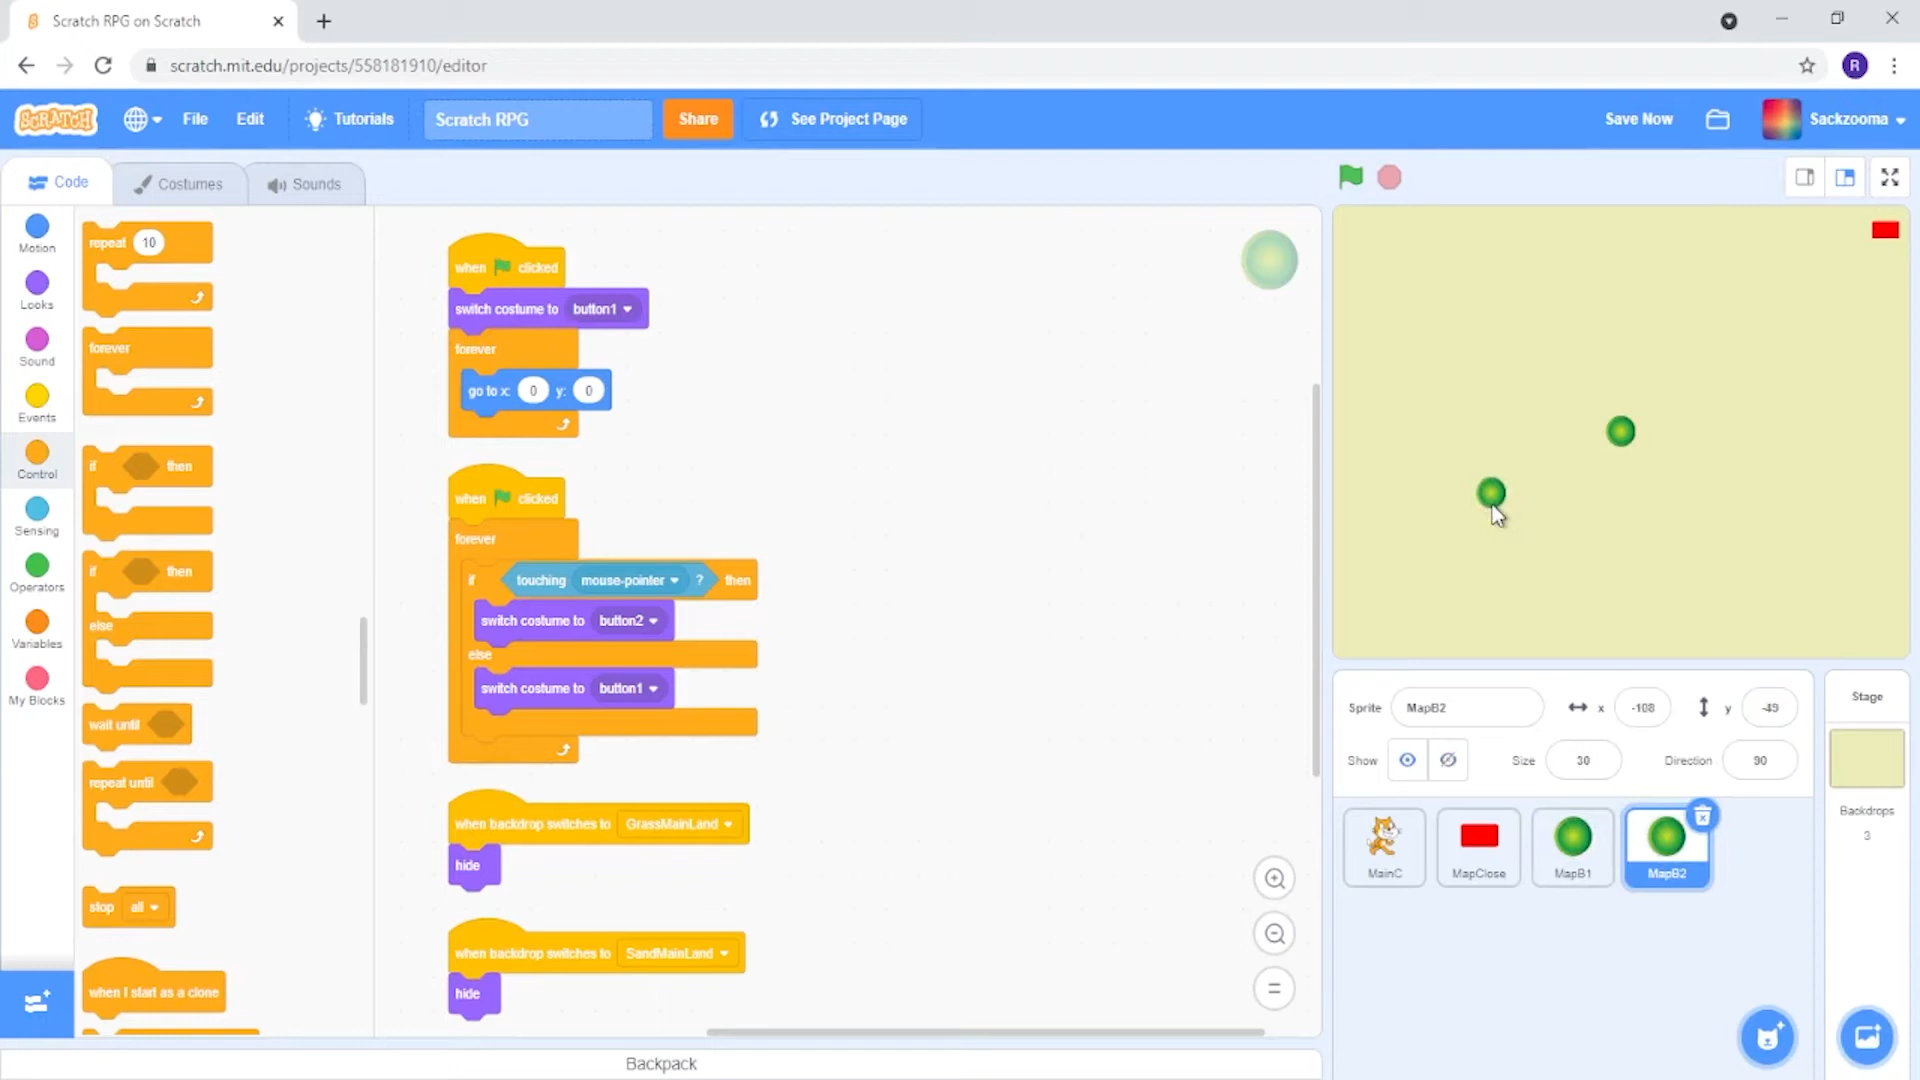 Scratch RPG on Scratch
scratch.mit.edu/projects/558181910/editor
R
SCRATCH
File
Edit
Tutorials
Scratch RPG
Share
See Project Page
Save Now
Sackzooma
Code
Costumes
Sounds
Motion
Looks
Sound
Events
Control
Sensing
Operators
Variables
My Blocks
repeat 10
forever
if then
if then
else
wait until
repeat until
stop all
when I start as a clone
when clicked
switch costume to button1
forever
go to x: 0 y: 0
when clicked
forever
if touching mouse-pointer ? then
switch costume to button2
else
switch costume to button1
when backdrop switches to GrassMainLand
hide
when backdrop switches to SandMainLand
hide
Backpack
Sprite MapB2 x -108 y -49
Show Size 30 Direction 90
MainC
MapClose
MapB1
MapB2
Stage
Backdrops
3